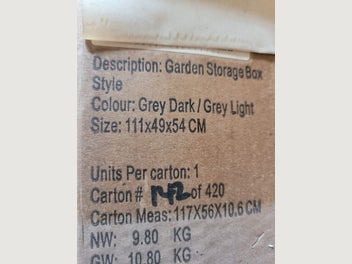 Description: Garden Storage Box
Style
Colour: Grey Dark / Grey Light
Size: 111x49x54 CM
Units Per carton: 1
Carton # 142 of 420
Carton Meas: 117X56X10.6 CM
NW: 9.80 KG
GW: 10.80 KG